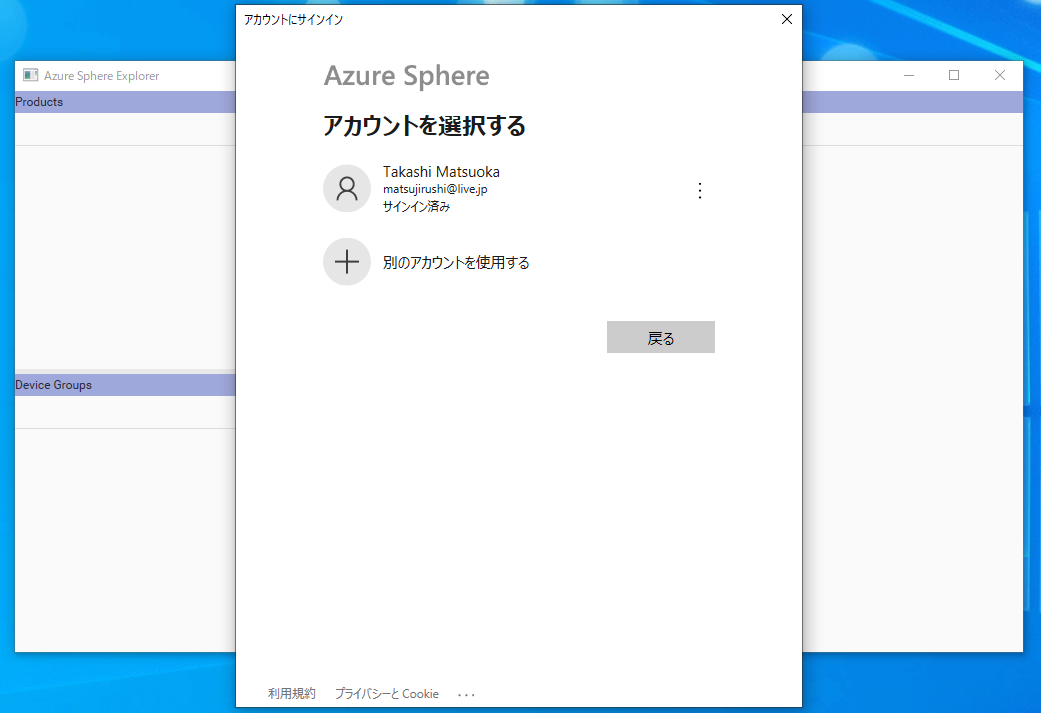 アカウントにサインイン
Azure Sphere Explorer
Products
Azure Sphere
アカウントを選択する
Takashi Matsuoka
matsujirushi@live.jp
サインイン済み
別のアカウントを使用する
戻る
Device Groups
利用規約 プライバシーと Cookie ...